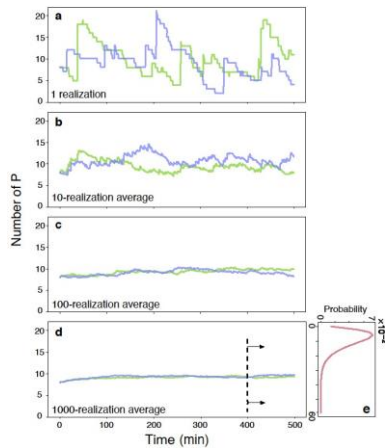 a
20
15
10
5
0
1 realization
b
20
15
10
5
0
10-realization average
Number of P
c
20
15
10
5
0
100-realization average
d
20
15
10
5
0
1000-realization average
0 100 200 300 400 500
Time (min)
Probability
0 7
×10⁻⁴
0
60
e